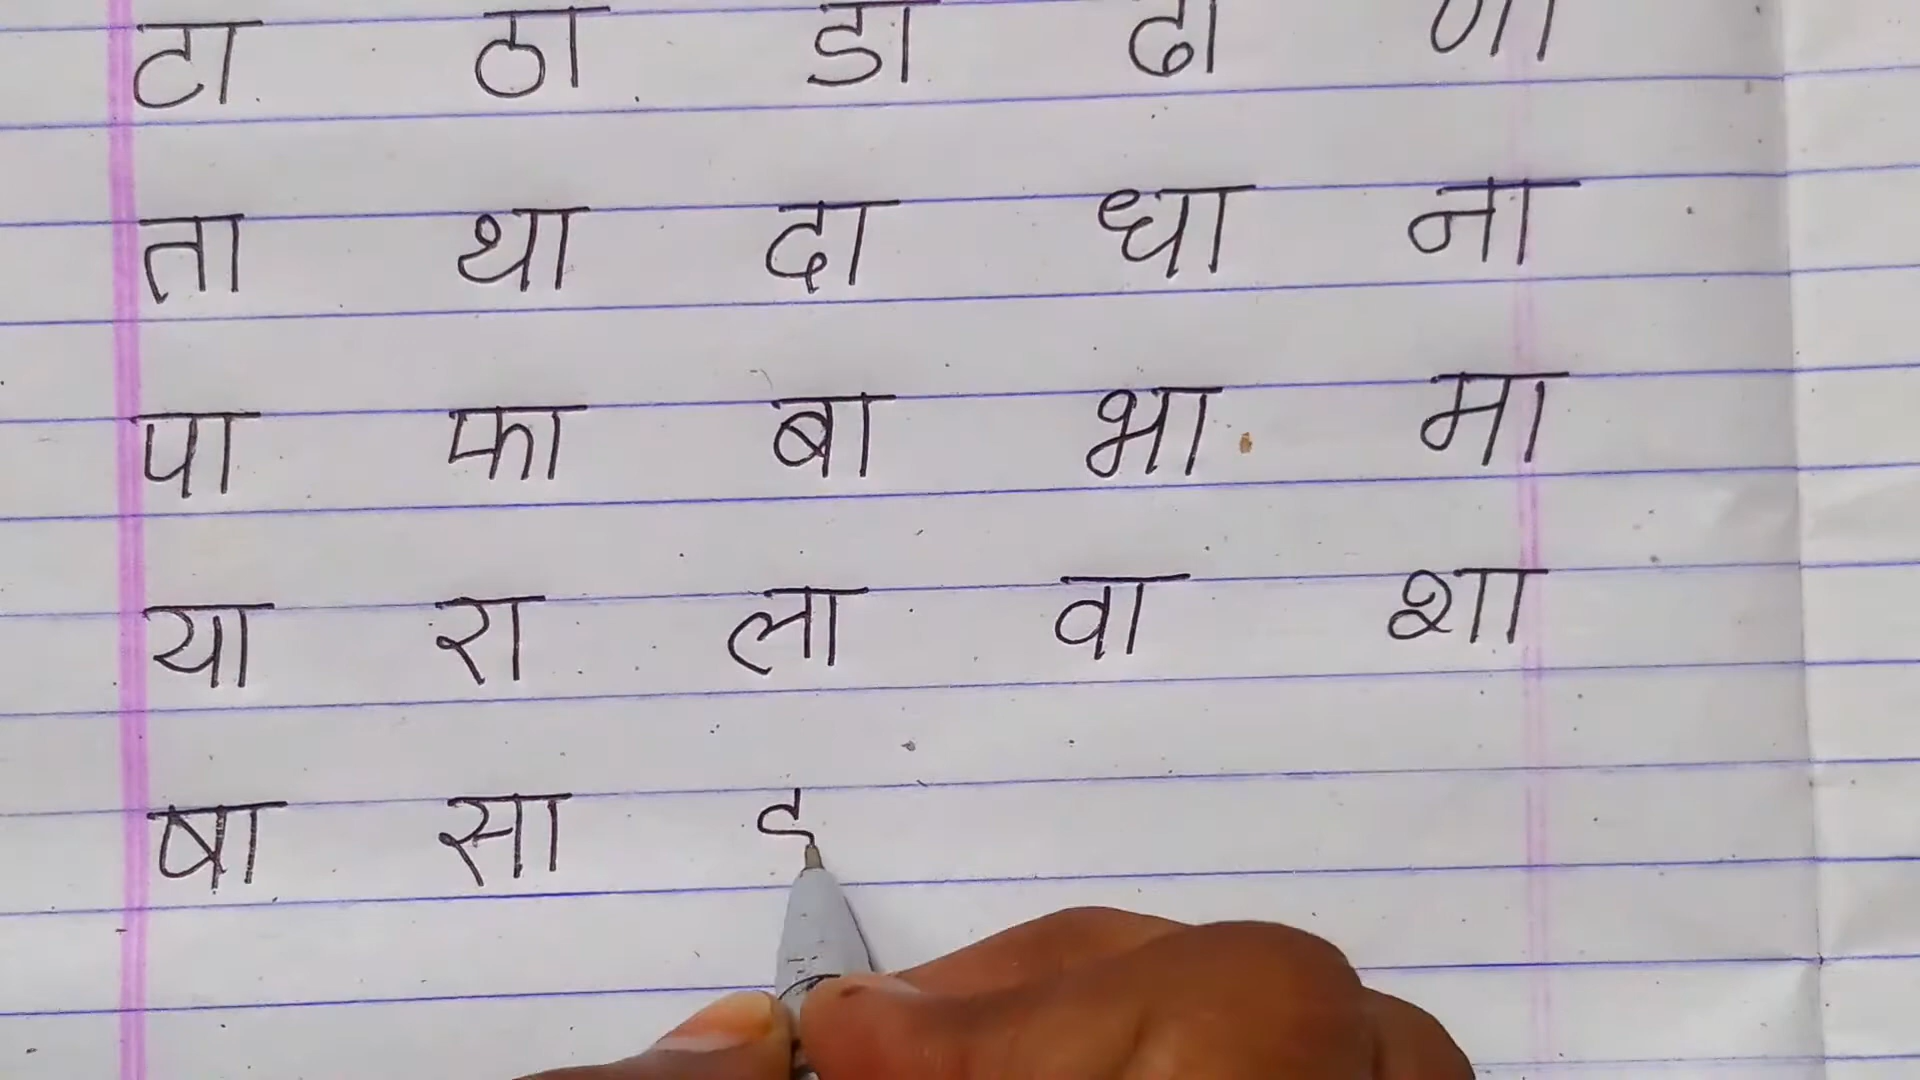 टा ठा डा ढा णा
ता था दा धा ना
पा फा बा भा मा
या रा ला वा शा
षा सा